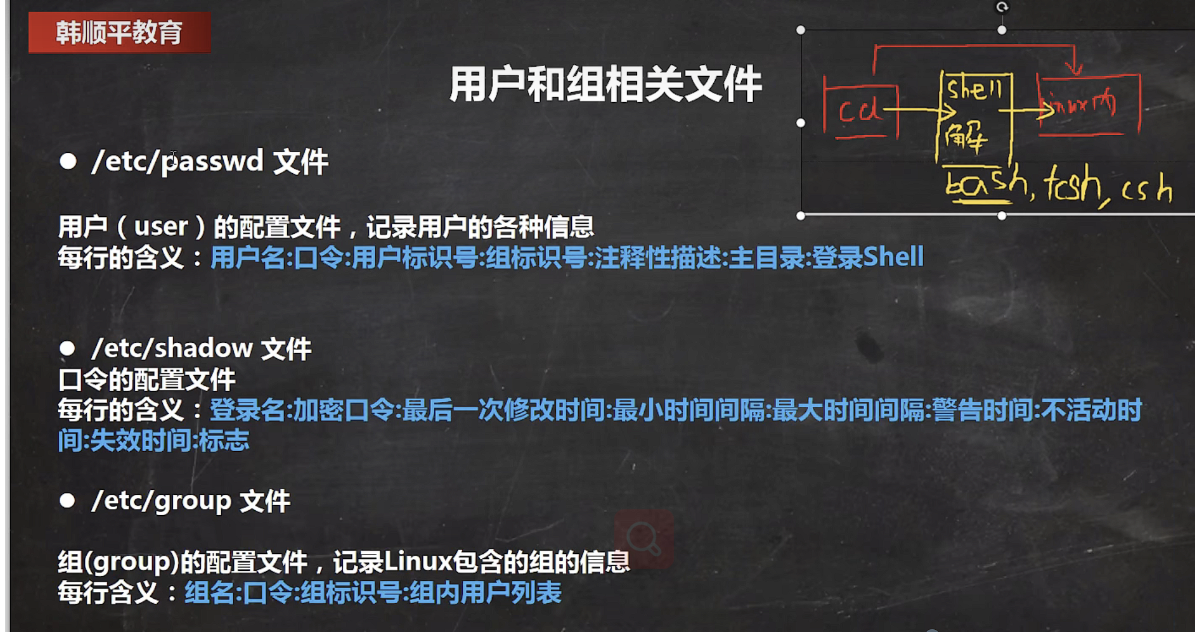 韩顺平教育
用户和组相关文件
cd
shell
解
linux内
bash, tcsh, csh
● /etc/passwd 文件
用户（user）的配置文件，记录用户的各种信息
每行的含义：用户名:口令:用户标识号:组标识号:注释性描述:主目录:登录Shell
● /etc/shadow 文件
口令的配置文件
每行的含义：登录名:加密口令:最后一次修改时间:最小时间间隔:最大时间间隔:警告时间:不活动时
间:失效时间:标志
● /etc/group 文件
组(group)的配置文件，记录Linux包含的组的信息
每行含义：组名:口令:组标识号:组内用户列表